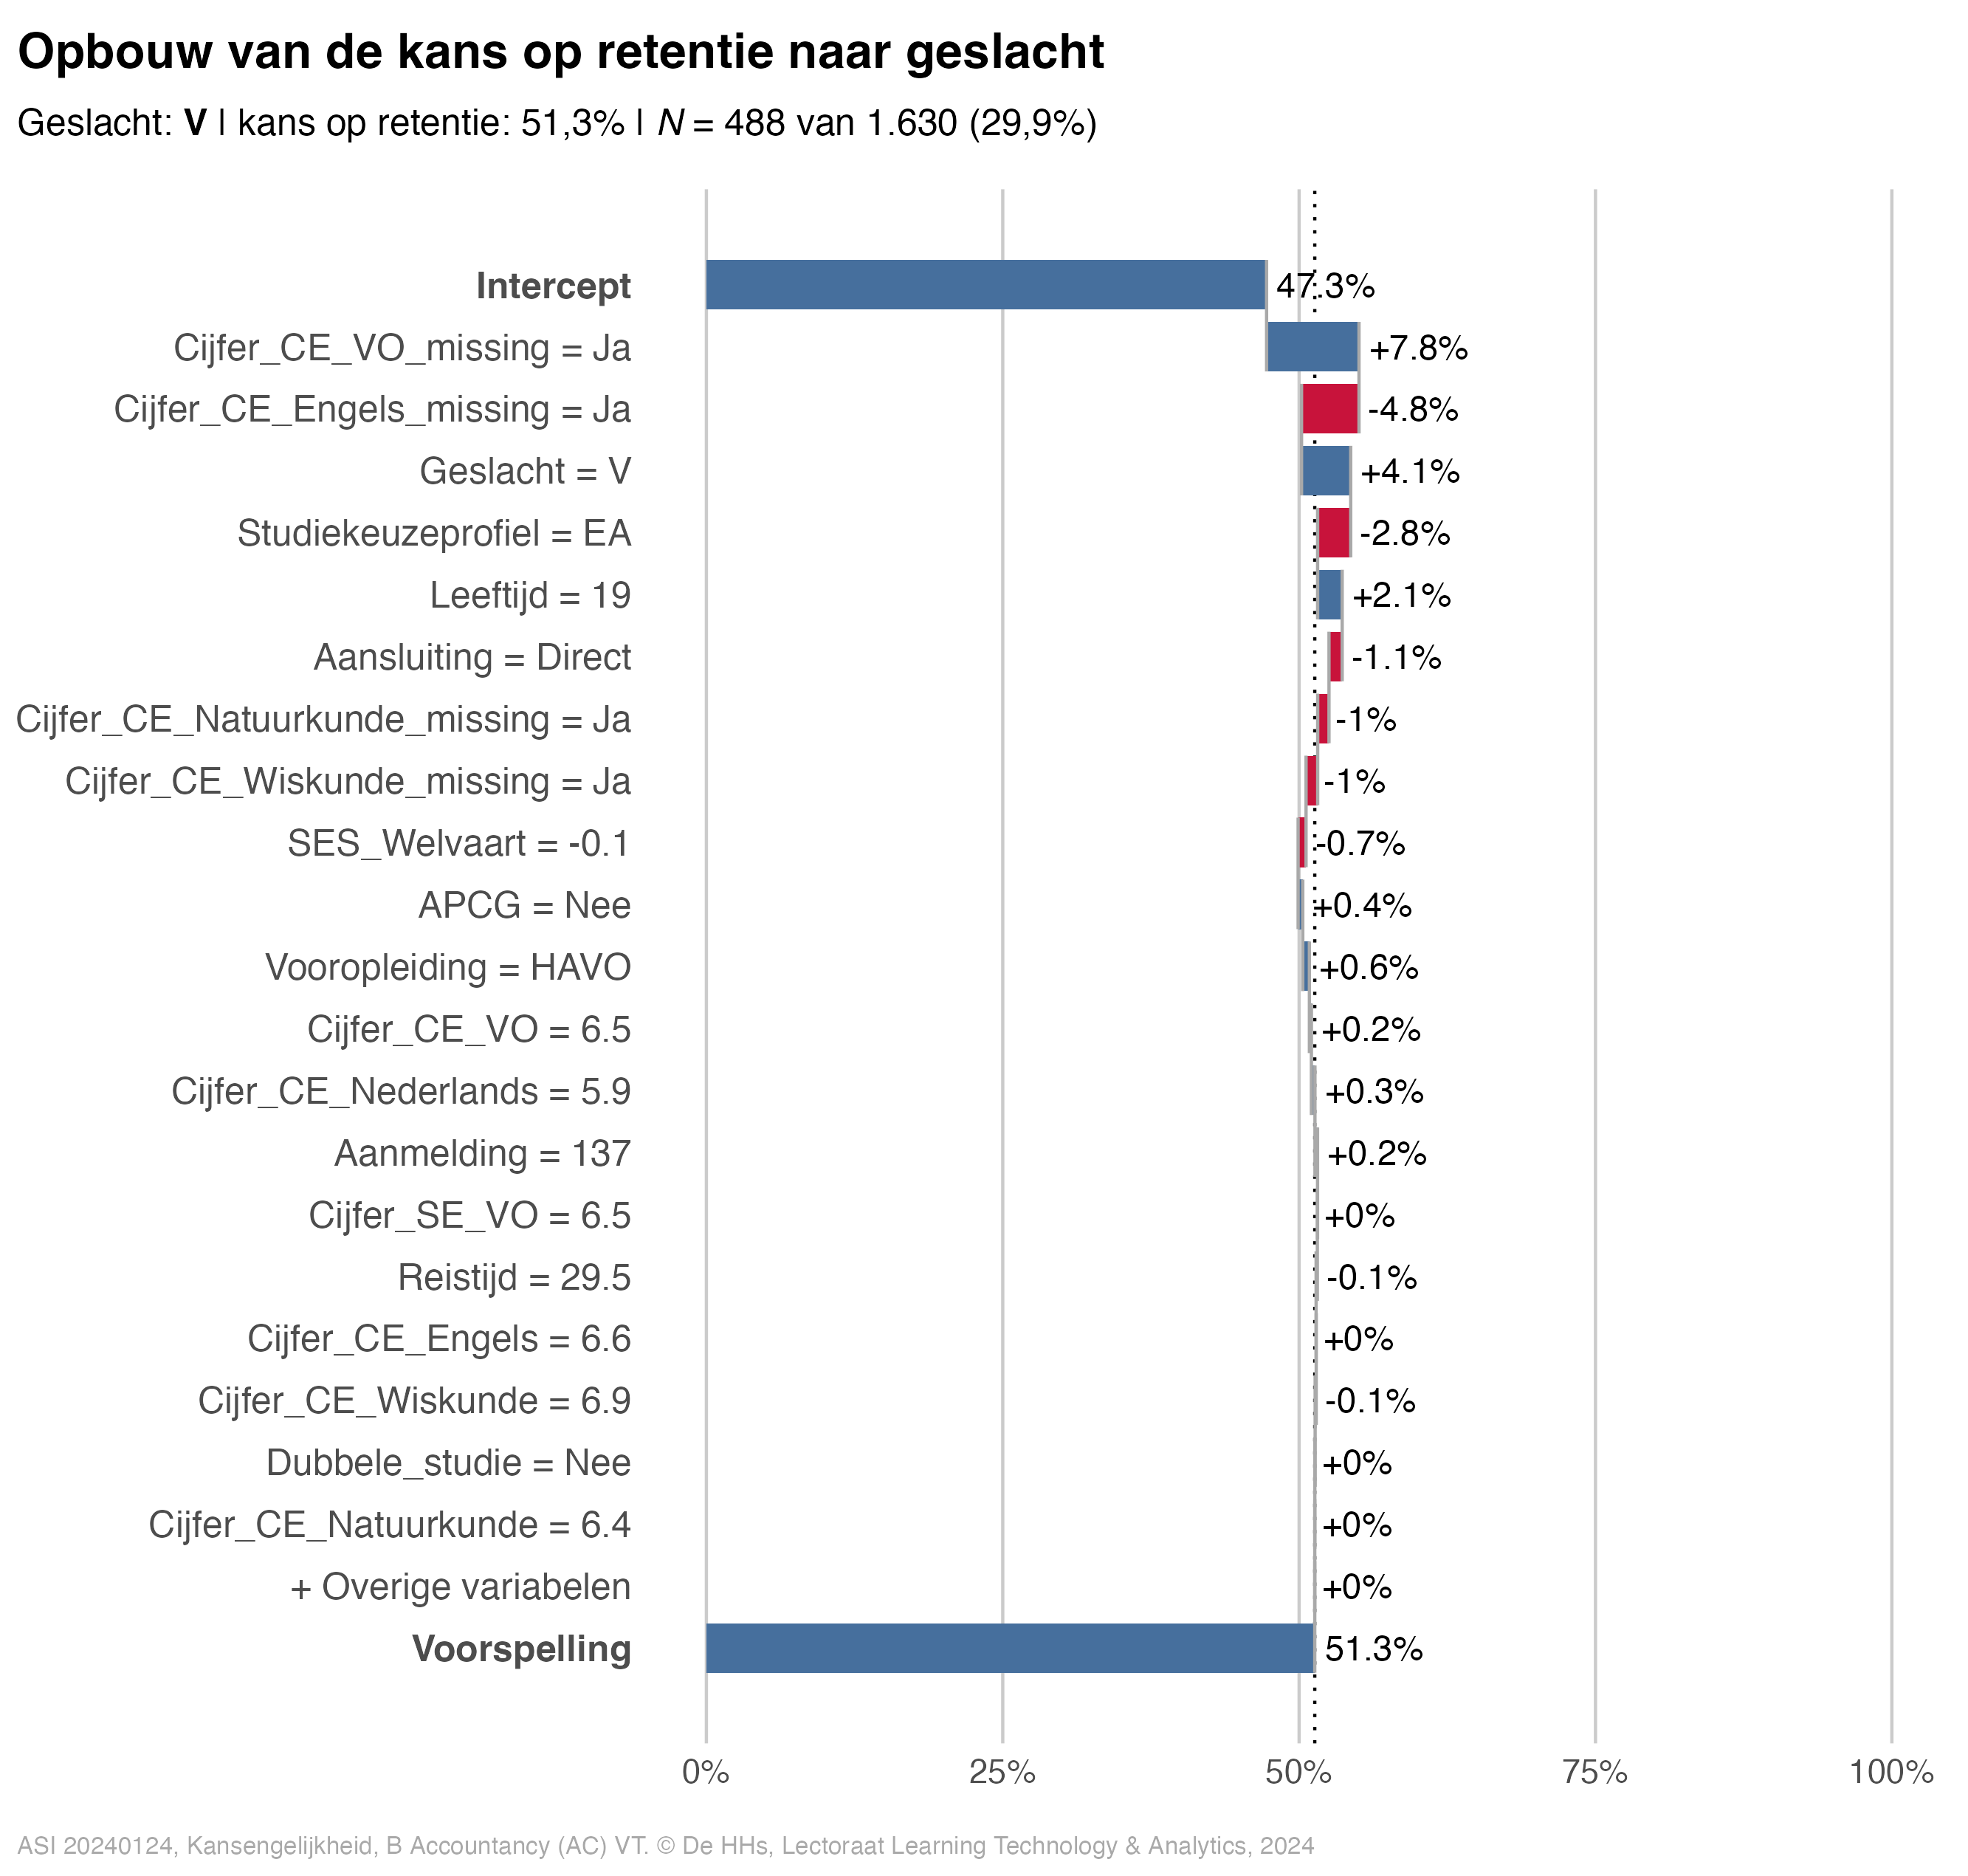 Opbouw van de kans op retentie naar geslacht
Geslacht: V | kans op retentie: 51,3% | N = 488 van 1.630 (29,9%)
Intercept 47.3%
Cijfer_CE_VO_missing = Ja +7.8%
Cijfer_CE_Engels_missing = Ja -4.8%
Geslacht = V +4.1%
Studiekeuzeprofiel = EA -2.8%
Leeftijd = 19 +2.1%
Aansluiting = Direct -1.1%
Cijfer_CE_Natuurkunde_missing = Ja -1%
Cijfer_CE_Wiskunde_missing = Ja -1%
SES_Welvaart = -0.1 -0.7%
APCG = Nee +0.4%
Vooropleiding = HAVO +0.6%
Cijfer_CE_VO = 6.5 +0.2%
Cijfer_CE_Nederlands = 5.9 +0.3%
Aanmelding = 137 +0.2%
Cijfer_SE_VO = 6.5 +0%
Reistijd = 29.5 -0.1%
Cijfer_CE_Engels = 6.6 +0%
Cijfer_CE_Wiskunde = 6.9 -0.1%
Dubbele_studie = Nee +0%
Cijfer_CE_Natuurkunde = 6.4 +0%
+ Overige variabelen +0%
Voorspelling 51.3%
0% 25% 50% 75% 100%
ASI 20240124, Kansengelijkheid, B Accountancy (AC) VT. © De HHs, Lectoraat Learning Technology & Analytics, 2024